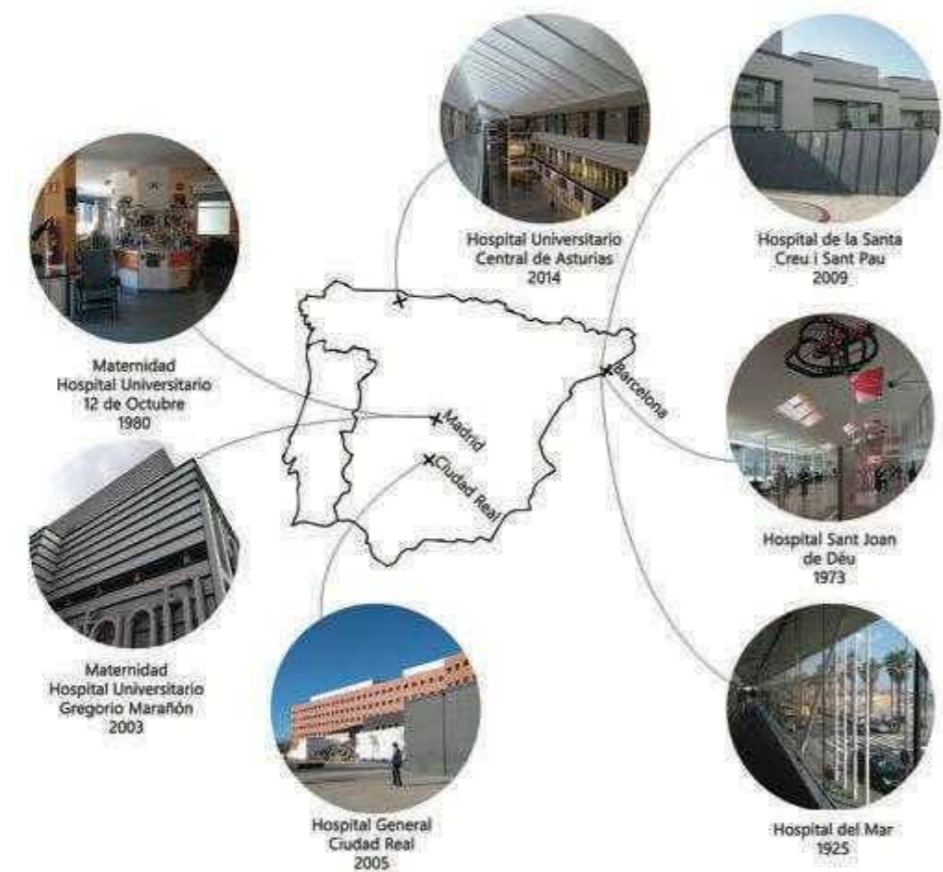 Hospital Universitario
Central de Asturias
2014
Hospital de la Santa
Creu i Sant Pau
2009
Maternidad
Hospital Universitario
12 de Octubre
1980
Madrid
Ciudad Real
Barcelona
Hospital Sant Joan
de Déu
1973
Maternidad
Hospital Universitario
Gregorio Marañón
2003
Hospital General
Ciudad Real
2005
Hospital del Mar
1925